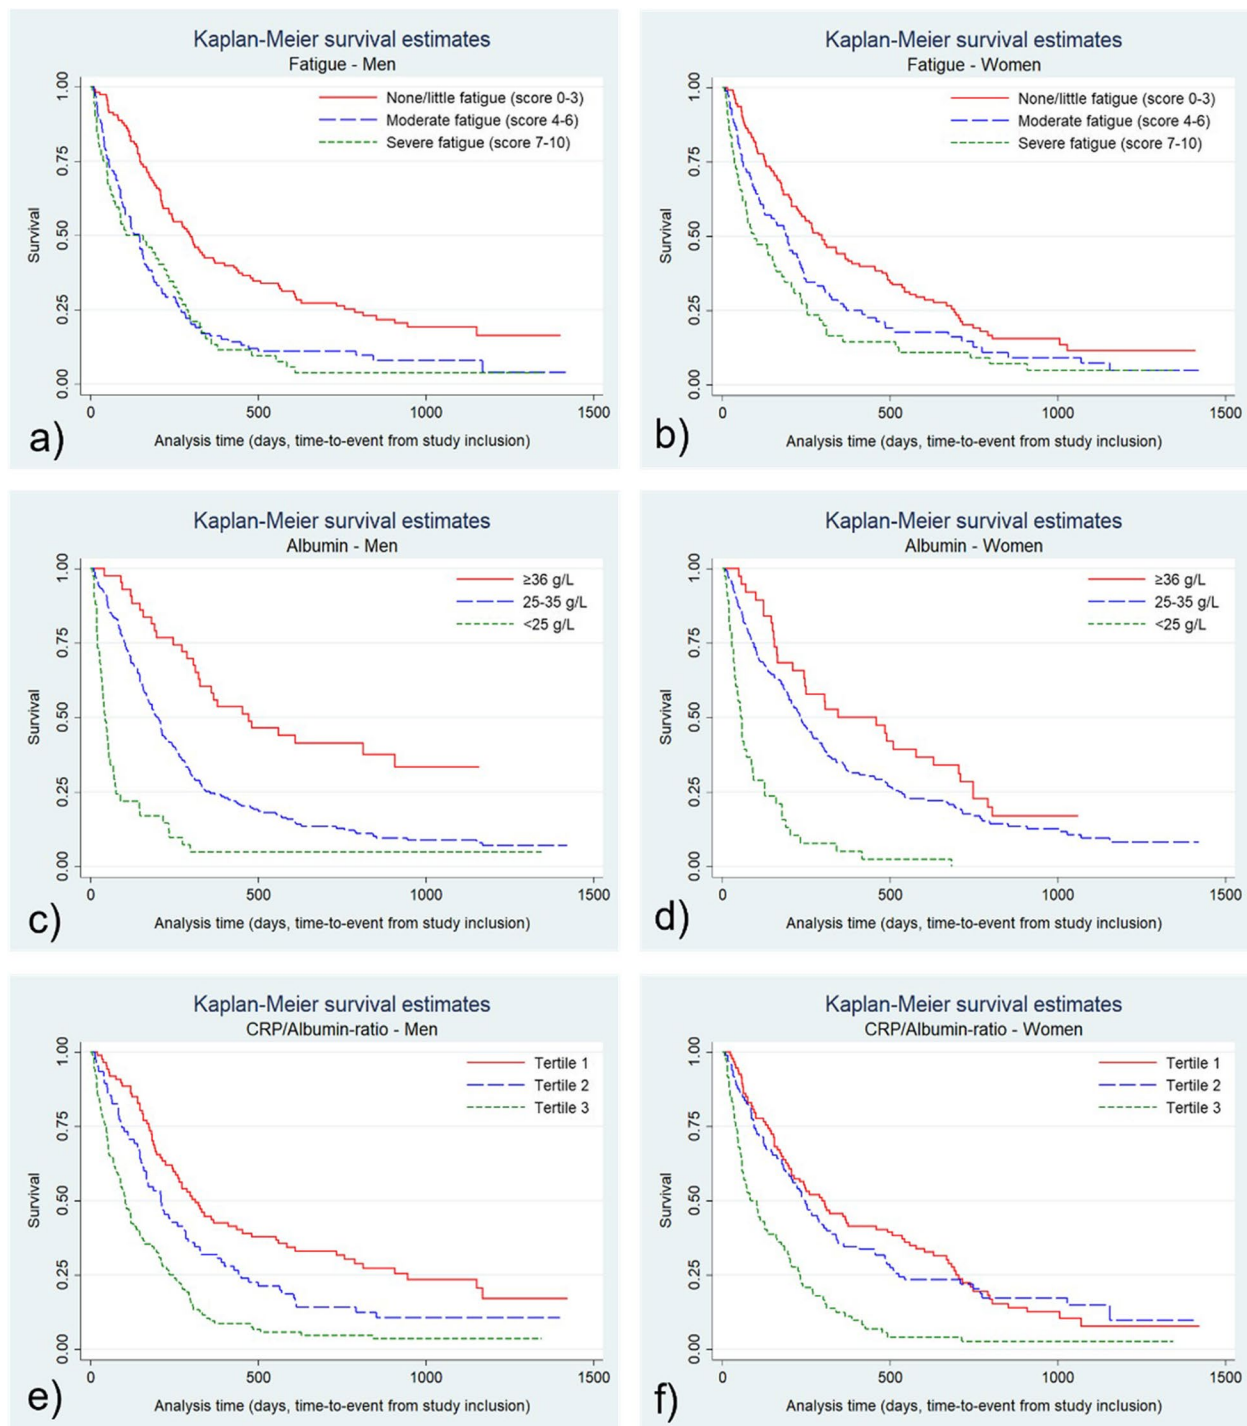 Kaplan-Meier survival estimates
Fatigue - Men
None/little fatigue (score 0-3)
Moderate fatigue (score 4-6)
Severe fatigue (score 7-10)
Survival
1.00
0.75
0.50
0.25
0.00
0 500 1000 1500
Analysis time (days, time-to-event from study inclusion)
a)
Kaplan-Meier survival estimates
Fatigue - Women
None/little fatigue (score 0-3)
Moderate fatigue (score 4-6)
Severe fatigue (score 7-10)
Survival
1.00
0.75
0.50
0.25
0.00
0 500 1000 1500
Analysis time (days, time-to-event from study inclusion)
b)
Kaplan-Meier survival estimates
Albumin - Men
≥36 g/L
25-35 g/L
<25 g/L
Survival
1.00
0.75
0.50
0.25
0.00
0 500 1000 1500
Analysis time (days, time-to-event from study inclusion)
c)
Kaplan-Meier survival estimates
Albumin - Women
≥36 g/L
25-35 g/L
<25 g/L
Survival
1.00
0.75
0.50
0.25
0.00
0 500 1000 1500
Analysis time (days, time-to-event from study inclusion)
d)
Kaplan-Meier survival estimates
CRP/Albumin-ratio - Men
Tertile 1
Tertile 2
Tertile 3
Survival
1.00
0.75
0.50
0.25
0.00
0 500 1000 1500
Analysis time (days, time-to-event from study inclusion)
e)
Kaplan-Meier survival estimates
CRP/Albumin-ratio - Women
Tertile 1
Tertile 2
Tertile 3
Survival
1.00
0.75
0.50
0.25
0.00
0 500 1000 1500
Analysis time (days, time-to-event from study inclusion)
f)